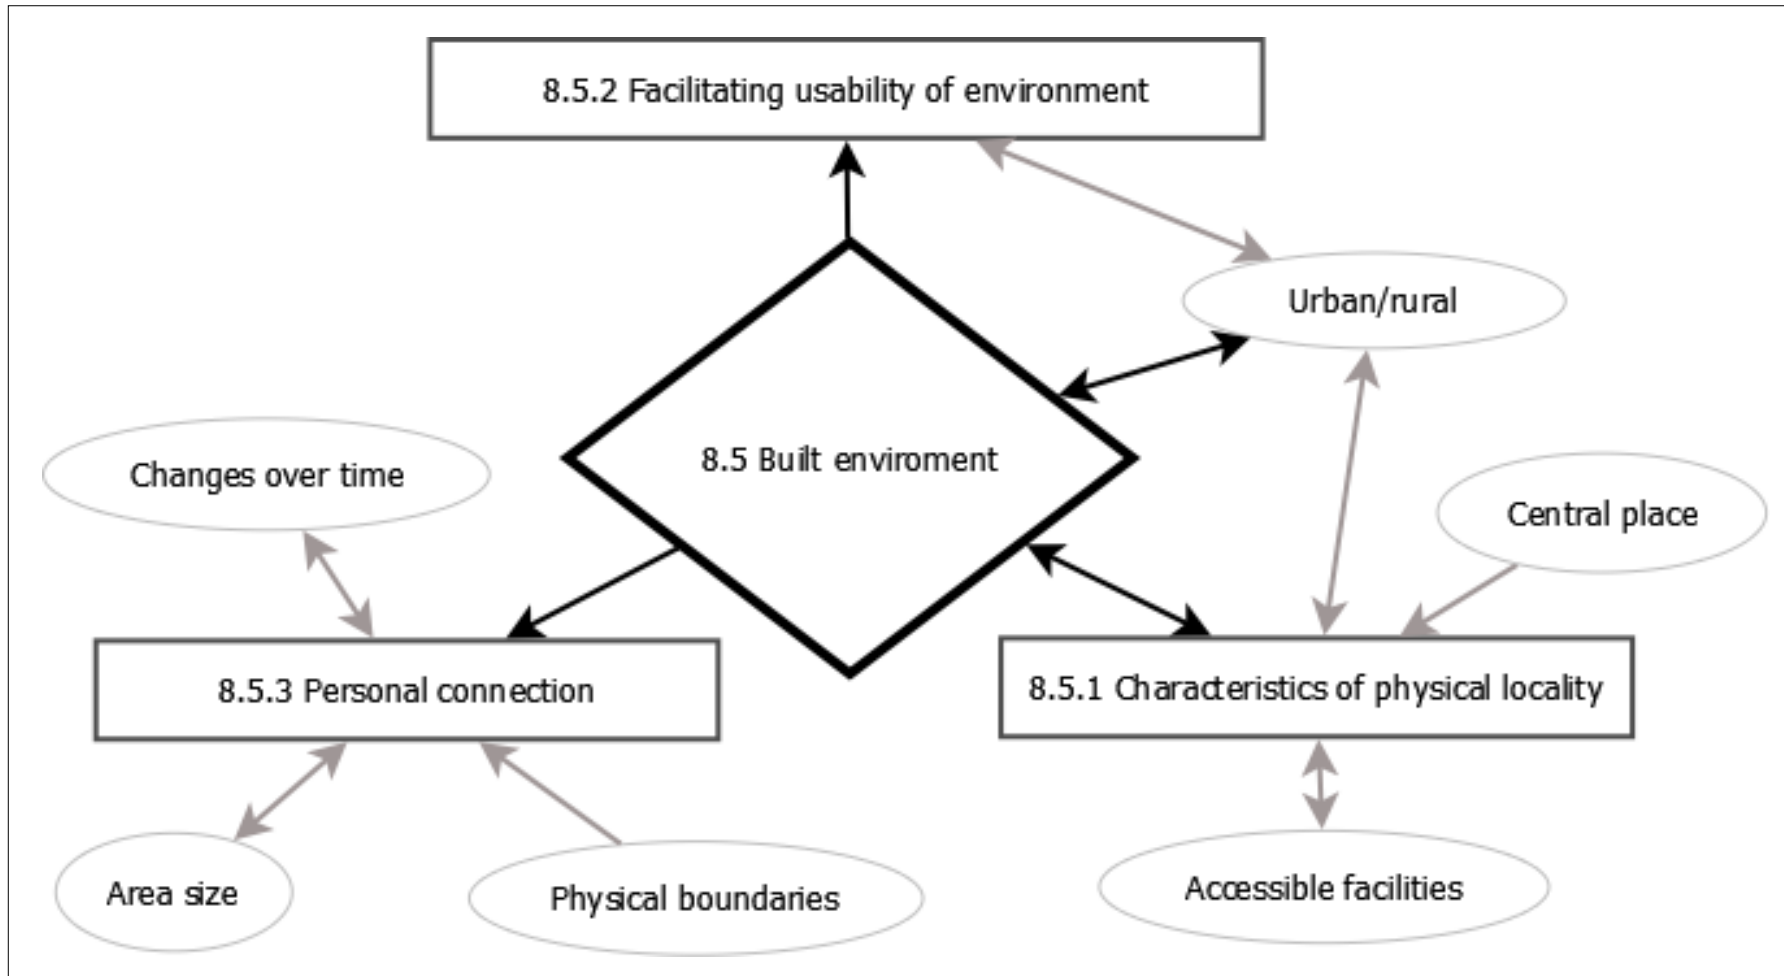 8.5.2 Facilitating usability of environment
Urban/rural
8.5 Built enviroment
Changes over time
Central place
8.5.3 Personal connection
8.5.1 Characteristics of physical locality
Area size
Physical boundaries
Accessible facilities